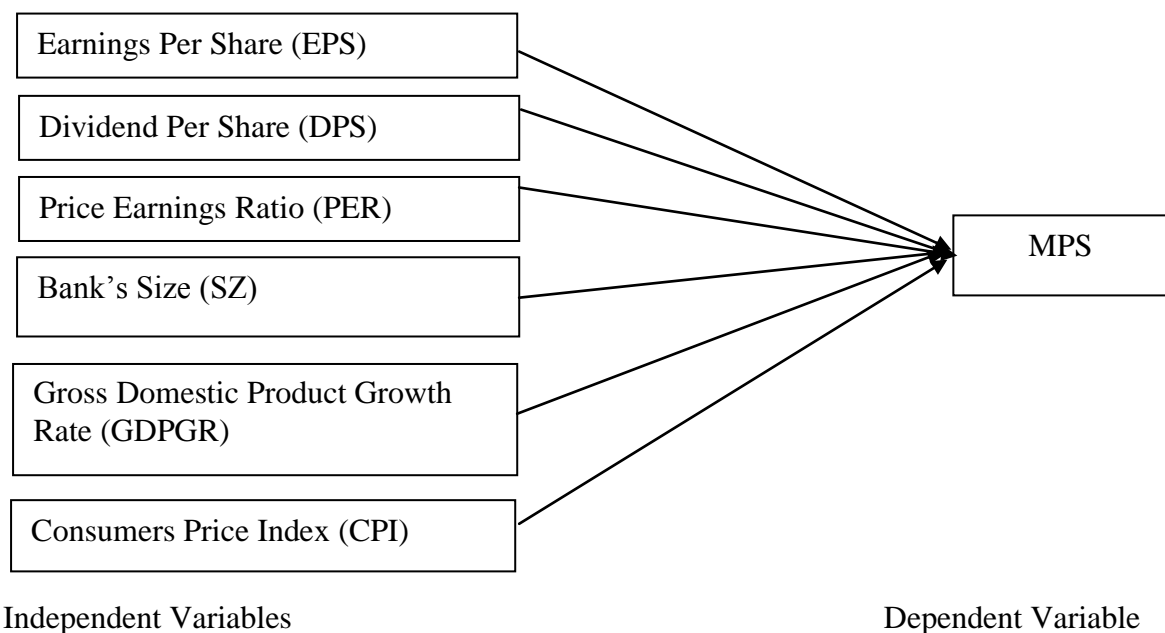 Earnings Per Share (EPS)
Dividend Per Share (DPS)
Price Earnings Ratio (PER)
Bank’s Size (SZ)
Gross Domestic Product Growth
Rate (GDPGR)
Consumers Price Index (CPI)
MPS
Independent Variables
Dependent Variable